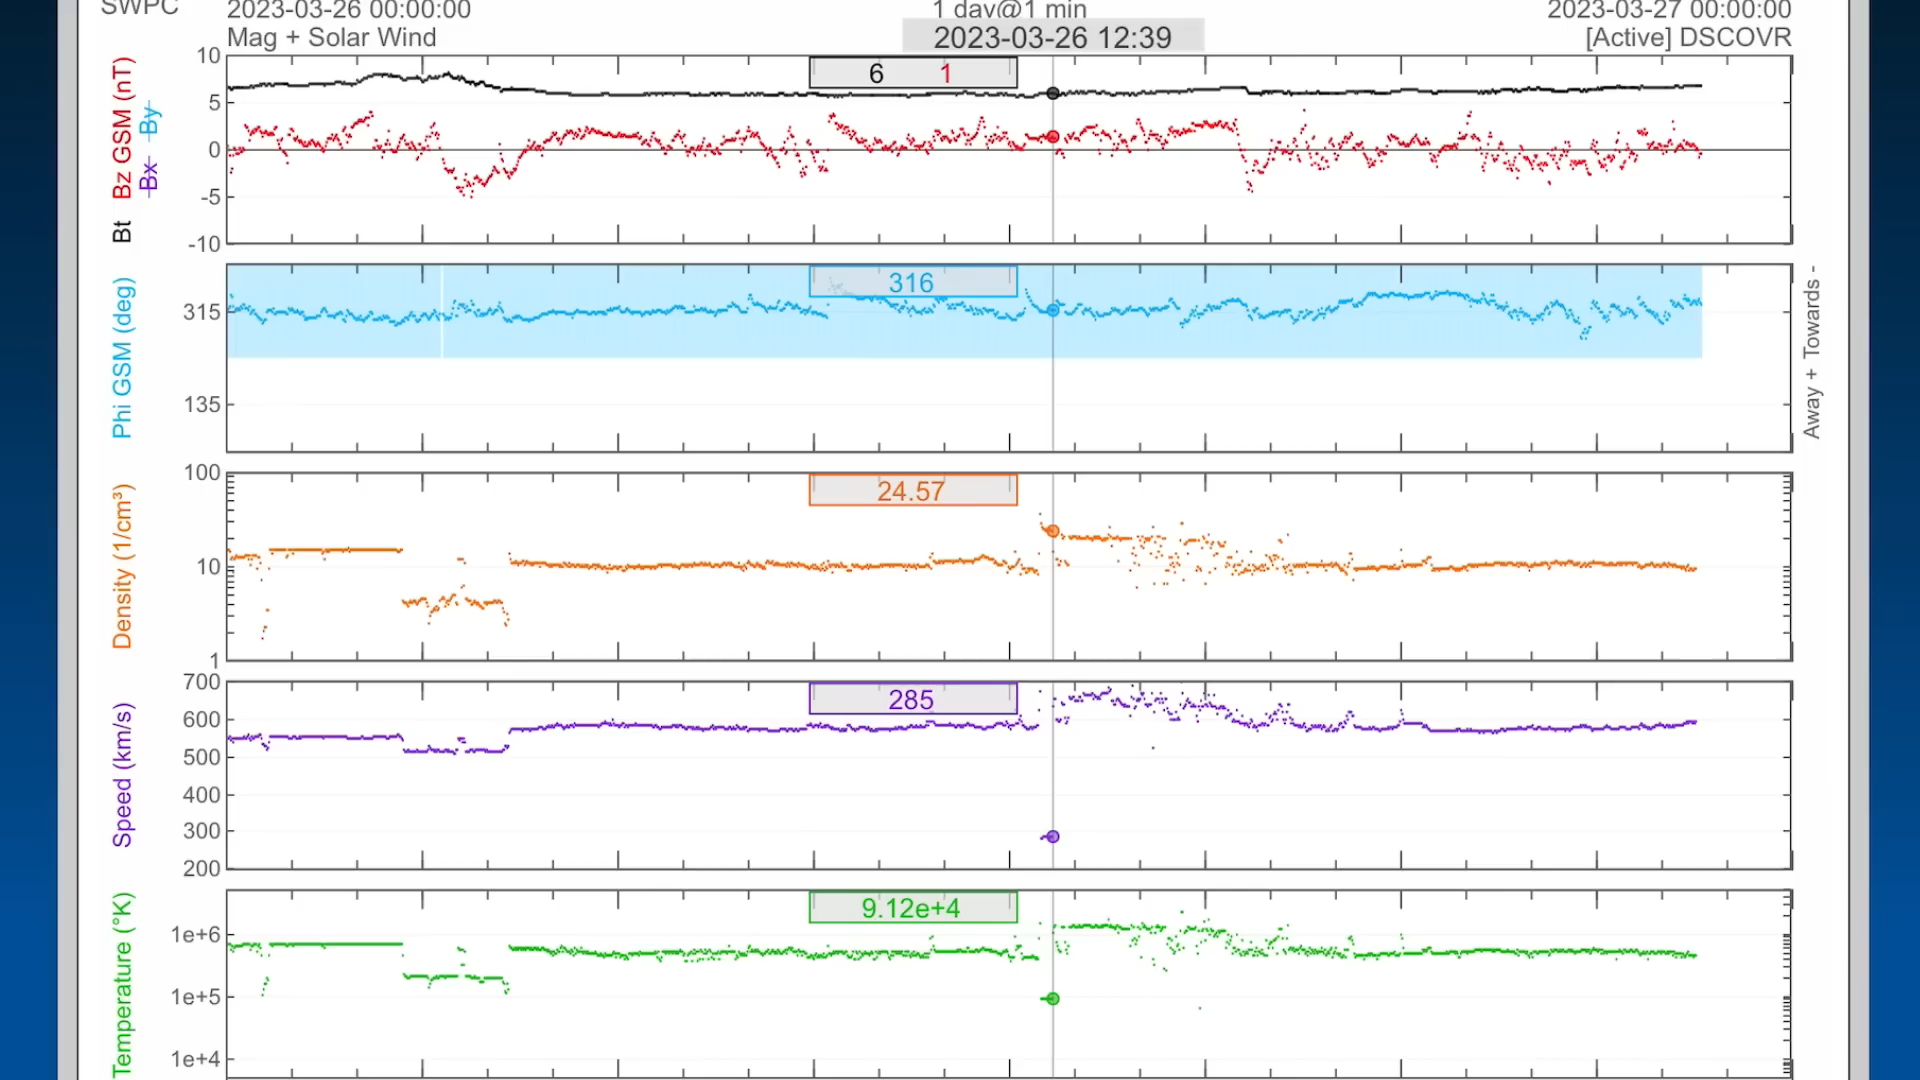 SWPC
2023-03-26 00:00:00
1 day@1 min
2023-03-27 00:00:00
Mag + Solar Wind
2023-03-26 12:39
[Active] DSCOVR
Bt Bz GSM (nT)
Bx By
10
5
0
-5
-10
6 1
Phi GSM (deg)
315
135
316
Away + Towards -
Density (1/cm³)
100
10
1
24.57
Speed (km/s)
700
600
500
400
300
200
285
Temperature (°K)
1e+6
1e+5
1e+4
9.12e+4